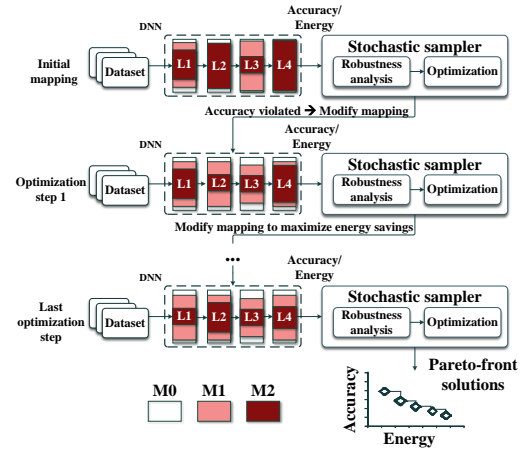 DNN
Accuracy/
Energy
Initial
mapping
Dataset
L1
L2
L3
L4
Stochastic sampler
Robustness
analysis
Optimization
Accuracy violated → Modify mapping
DNN
Accuracy/
Energy
Optimization
step 1
Dataset
L1
L2
L3
L4
Stochastic sampler
Robustness
analysis
Optimization
Modify mapping to maximize energy savings
...
DNN
Accuracy/
Energy
Last
optimization
step
Dataset
L1
L2
L3
L4
Stochastic sampler
Robustness
analysis
Optimization
M0
M1
M2
Pareto-front
solutions
Accuracy
Energy